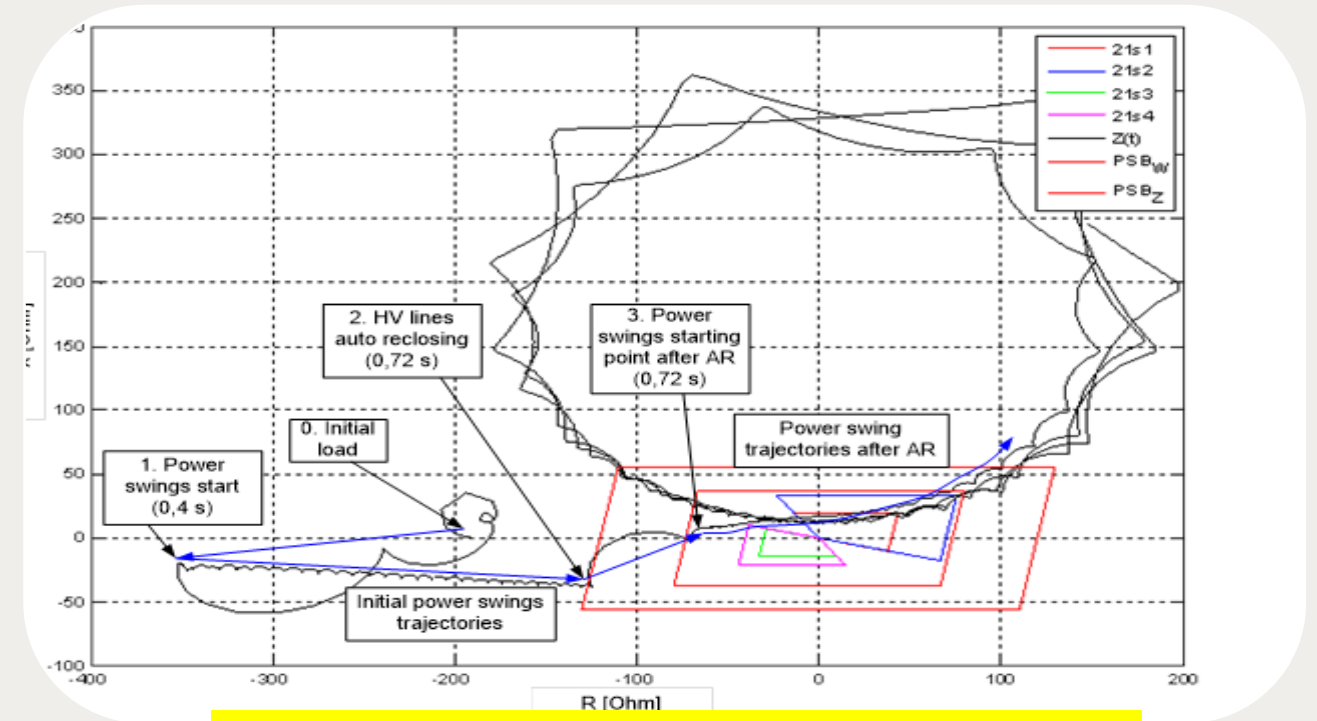 350
300
250
200
150
100
50
0
-50
-100
-400
-300
-200
-100
0
100
200
R [Ohm]
21s1
21s2
21s3
21s4
Z(t)
PSBW
PSBZ
2. HV lines
auto reclosing
(0,72 s)
3. Power
swings starting
point after AR
(0,72 s)
0. Initial
load
Power swing
trajectories after AR
1. Power
swings start
(0,4 s)
Initial power swings
trajectories